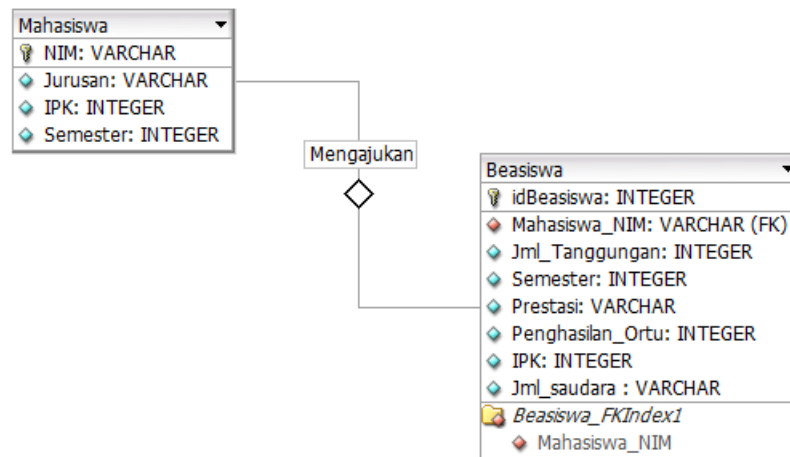 Mahasiswa
NIM: VARCHAR
Jurusan: VARCHAR
IPK: INTEGER
Semester: INTEGER
Mengajukan
Beasiswa
idBeasiswa: INTEGER
Mahasiswa_NIM: VARCHAR (FK)
Jml_Tanggungan: INTEGER
Semester: INTEGER
Prestasi: VARCHAR
Penghasilan_Ortu: INTEGER
IPK: INTEGER
Jml_saudara : VARCHAR
Beasiswa_FKIndex1
Mahasiswa_NIM